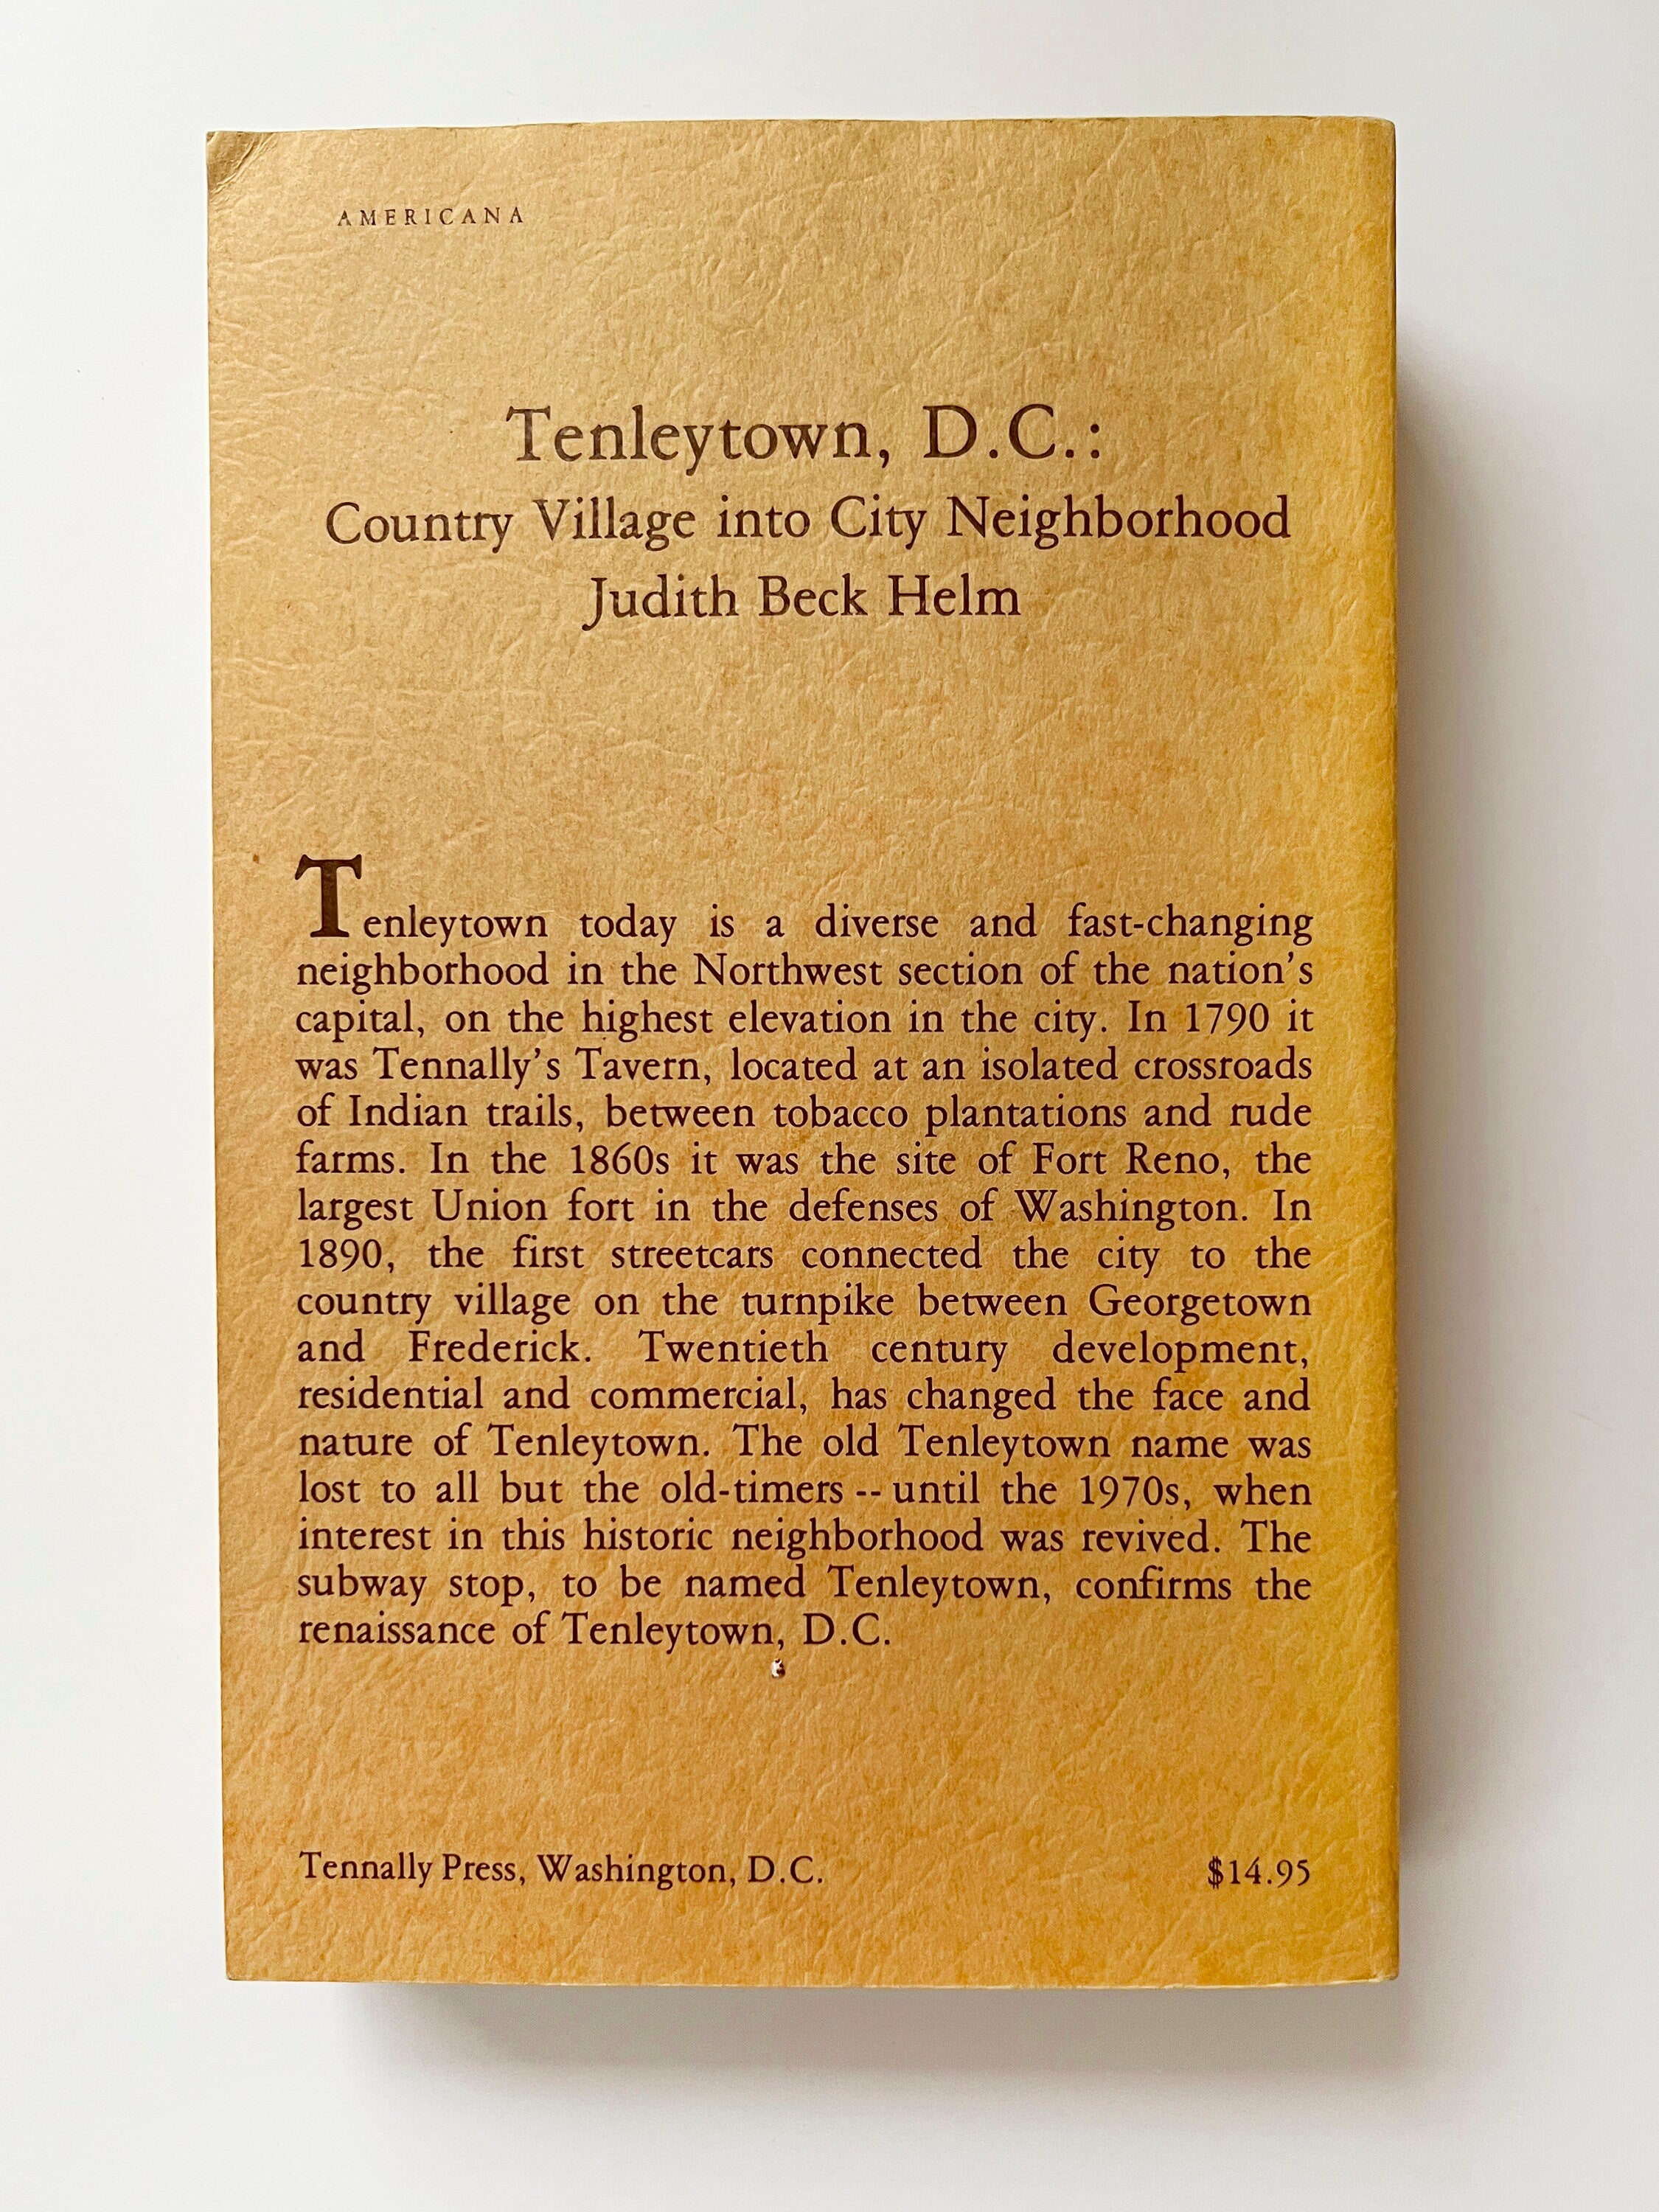 AMERICANA
Tenleytown, D.C.:
Country Village into City Neighborhood
Judith Beck Helm
Tenleytown today is a diverse and fast-changing
neighborhood in the Northwest section of the nation's
capital, on the highest elevation in the city. In 1790 it
was Tennally's Tavern, located at an isolated crossroads
of Indian trails, between tobacco plantations and rude
farms. In the 1860s it was the site of Fort Reno, the
largest Union fort in the defenses of Washington. In
1890, the first streetcars connected the city to the
country village on the turnpike between Georgetown
and Frederick. Twentieth century development,
residential and commercial, has changed the face and
nature of Tenleytown. The old Tenleytown name was
lost to all but the old-timers -- until the 1970s, when
interest in this historic neighborhood was revived. The
subway stop, to be named Tenleytown, confirms the
renaissance of Tenleytown, D.C.
Tennally Press, Washington, D.C. $14.95